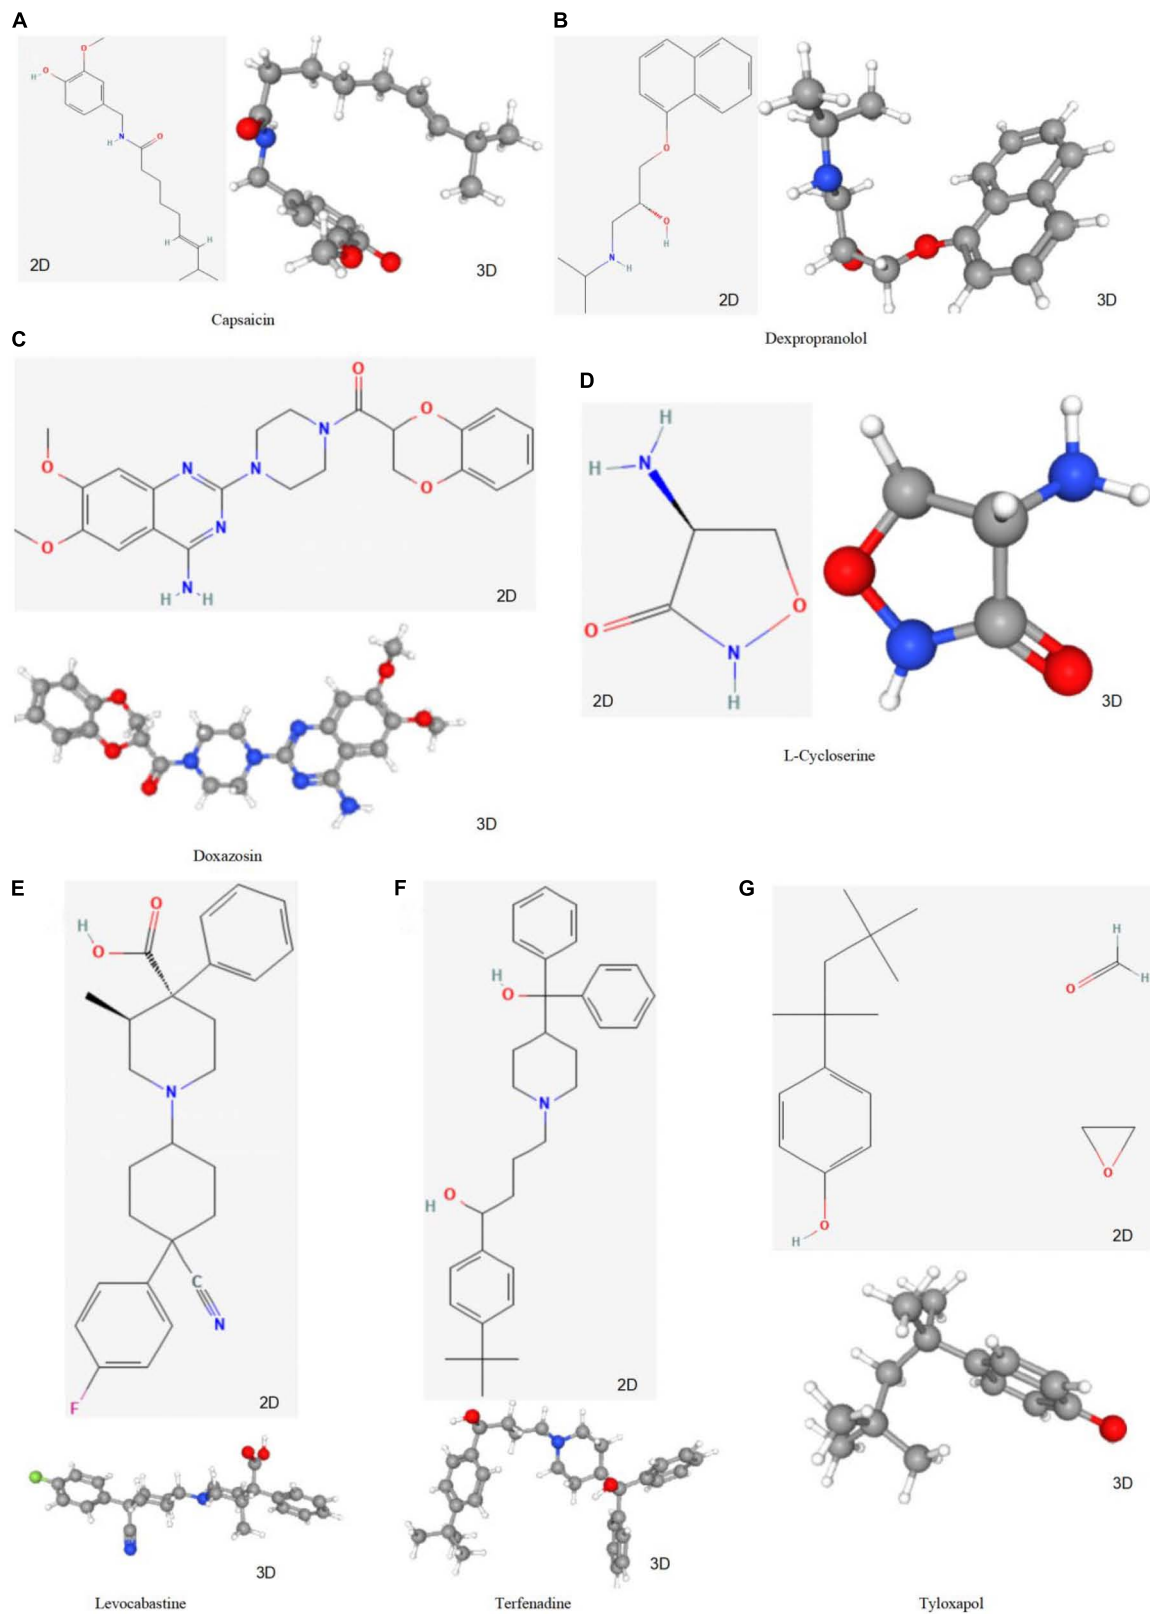 A
B
H
O
O
N
H
O
H
H
2D
3D
Capsaicin
O
O
H
N
H
2D
3D
Dexpropranolol
C
O
O
O
N
N
N
N
O
O
N
H H
2D
3D
Doxazosin
D
H
H
N
O
O
N
H
2D
3D
L-Cycloserine
E
O
H
O
N
C
N
F
2D
3D
Levocabastine
F
H
O
N
O
H
2D
3D
Terfenadine
G
H
H
O
O
O
H
2D
3D
Tyloxapol